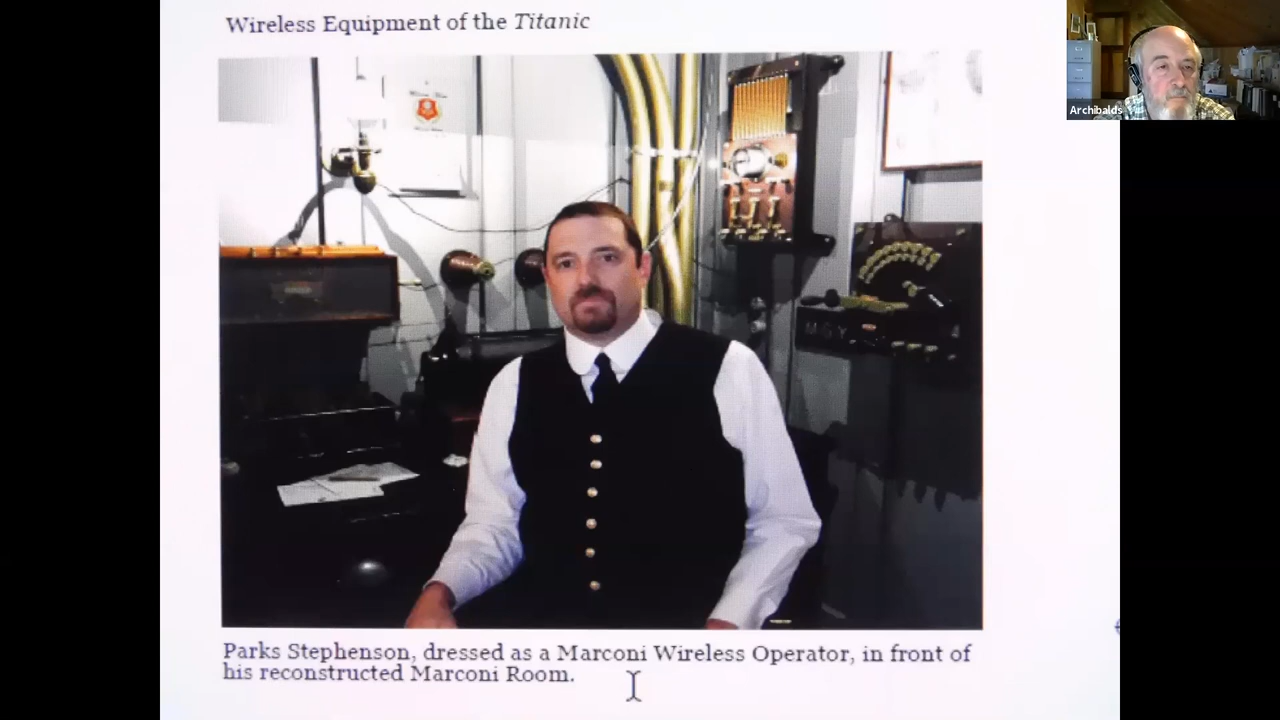 Wireless Equipment of the Titanic
Archibalds
M G Y
Parks Stephenson, dressed as a Marconi Wireless Operator, in front of
his reconstructed Marconi Room.